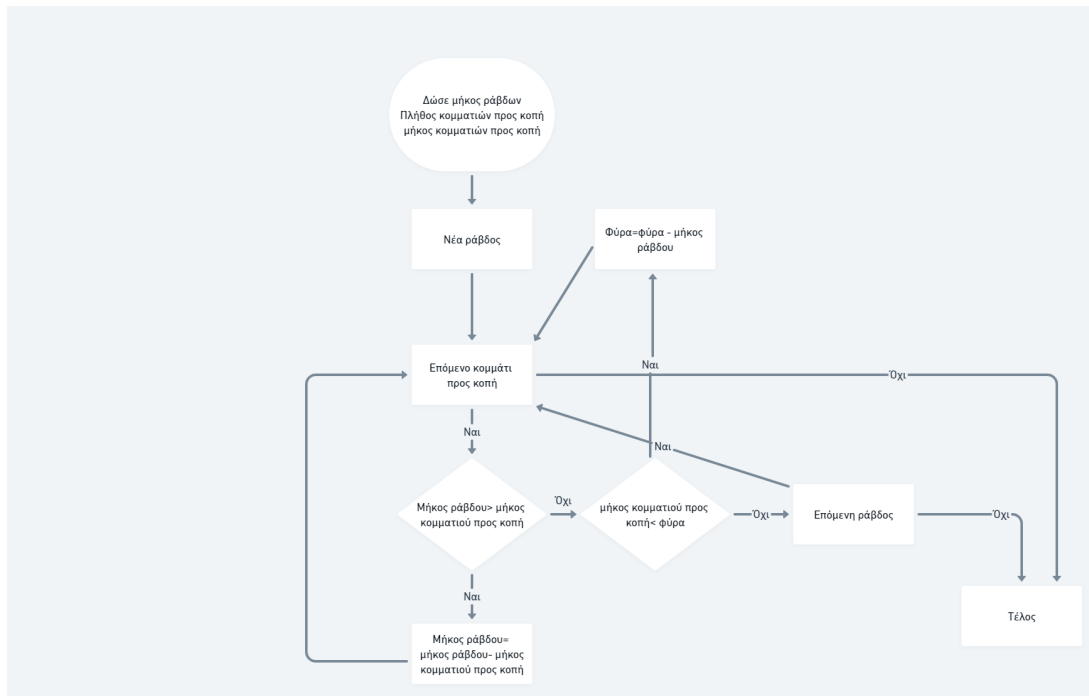 Δώσε μήκος ράβδων
Πλήθος κομματιών προς κοπή
μήκος κομματιών προς κοπή
Νέα ράβδος
Φύρα=φύρα - μήκος
ράβδου
Επόμενο κομμάτι
προς κοπή
Ναι
Όχι
Ναι
Ναι
Μήκος ράβδου> μήκος
κομματιού προς κοπή
Όχι
μήκος κομματιού προς
κοπή< φύρα
Όχι
Επόμενη ράβδος
Όχι
Ναι
Μήκος ράβδου=
μήκος ράβδου- μήκος
κομματιού προς κοπή
Τέλος